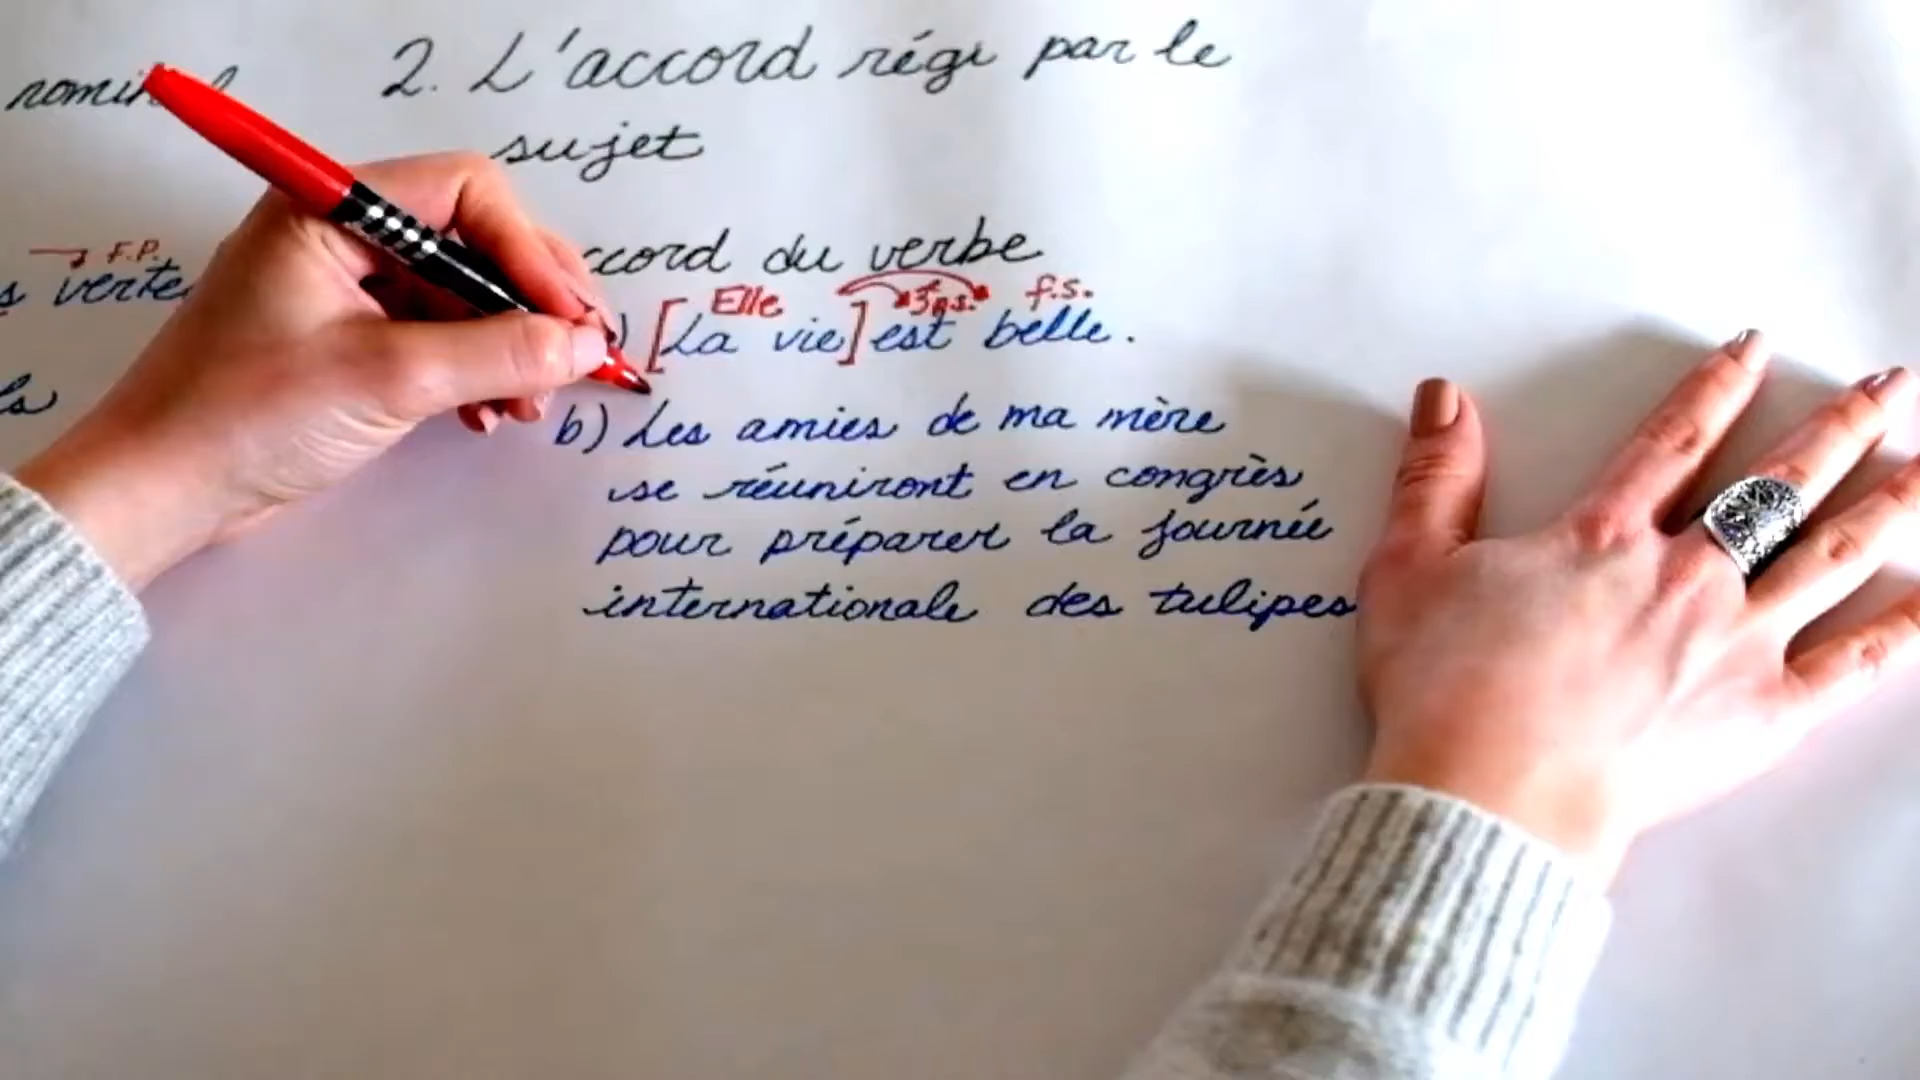 2. L'accord régi par le
sujet
F.P.
accord du verbe
Elle 3e p.s. f.s.
[La vie] est belle.
b) Les amies de ma mère
se réuniront en congrès
pour préparer la journée
internationale des tulipes